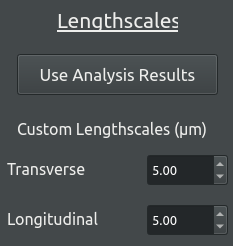 Lengthscales
Use Analysis Results
Custom Lengthscales (μm)
Transverse 5.00
Longitudinal 5.00